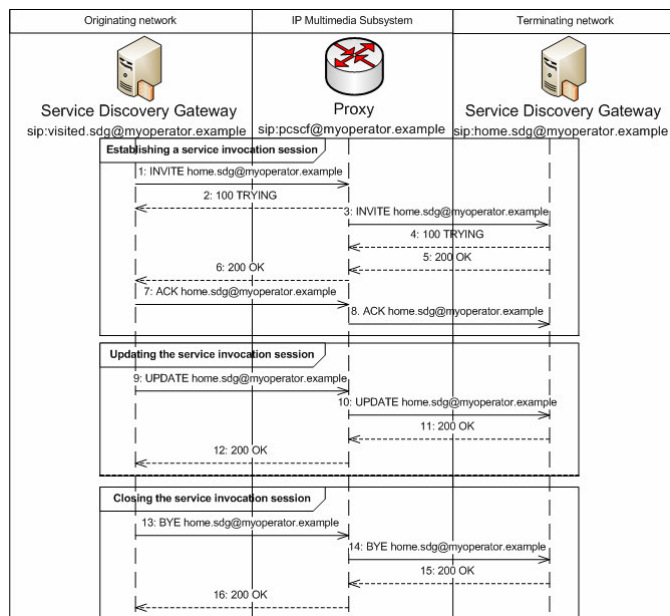 Originating network
IP Multimedia Subsystem
Terminating network
Service Discovery Gateway
sip:visited.sdg@myoperator.example
Proxy
sip:pcscf@myoperator.example
Service Discovery Gateway
sip:home.sdg@myoperator.example
Establishing a service invocation session
1: INVITE home.sdg@myoperator.example
2: 100 TRYING
3: INVITE home.sdg@myoperator.example
4: 100 TRYING
5: 200 OK
6: 200 OK
7: ACK home.sdg@myoperator.example
8. ACK home.sdg@myoperator.example
Updating the service invocation session
9: UPDATE home.sdg@myoperator.example
10: UPDATE home.sdg@myoperator.example
11: 200 OK
12: 200 OK
Closing the service invocation session
13: BYE home.sdg@myoperator.example
14: BYE home.sdg@myoperator.example
15: 200 OK
16: 200 OK